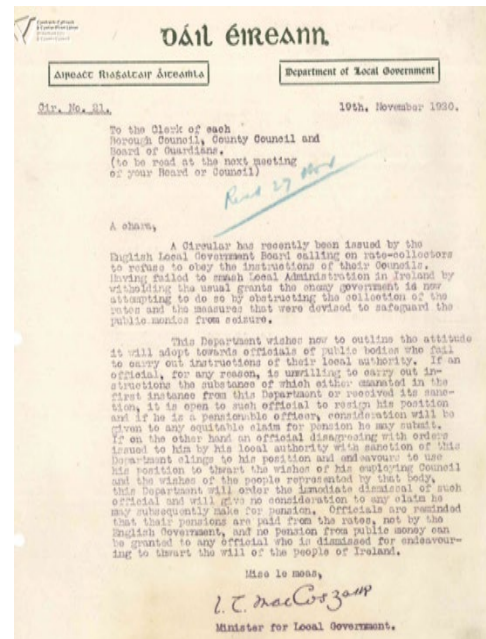 Dáil Éireann
Aireacht Riaghaltair Áiteamhla
Department of Local Government
Cir. No. 21.
19th. November 1920.
To the Clerk of each
Borough Council, County Council and
Board of Guardians.
(to be read at the next meeting
of your Board or Council)
Read 27 Nov
A chara,
A Circular has recently been issued by the
English Local Government Board calling on rate-collectors
to refuse to obey the instructions of their Councils.
Having failed to smash Local Administration in Ireland by
witholding the usual grants the enemy government is now
attempting to do so by obstructing the collection of the
rates and the measures that were devised to safeguard the
public monies from seizure.
This Department wishes now to outline the attitude
it will adopt towards officials of public bodies who fail
to carry out instructions of their local authority. If an
official, for any reason, is unwilling to carry out in-
structions the substance of which either emanated in the
first instance from this Department or received its sanc-
tion, it is open to such official to resign his position
and if he is a pensionable officer, consideration will be
given to any equitable claim for pension he may submit.
If on the other hand an official disagreeing with orders
issued to him by his local authority with sanction of this
Department clings to his position and endeavours to use
his position to thwart the wishes of his employing Council
and the wishes of the people represented by that body,
this Department will order the immediate dismissal of such
official and will give no consideration to any claim he
may subsequently make for pension. Officials are reminded
that their pensions are paid from the rates, not by the
English Government, and no pension from public money can
be granted to any official who is dismissed for endeavour-
ing to thwart the will of the people of Ireland.
Mise le meas,
L. T. MacCoszair
Minister for Local Government.